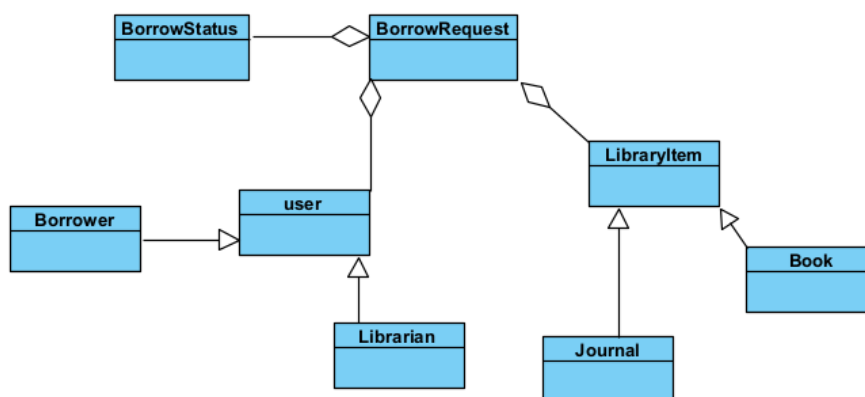 BorrowStatus
BorrowRequest
LibraryItem
user
Borrower
Book
Librarian
Journal